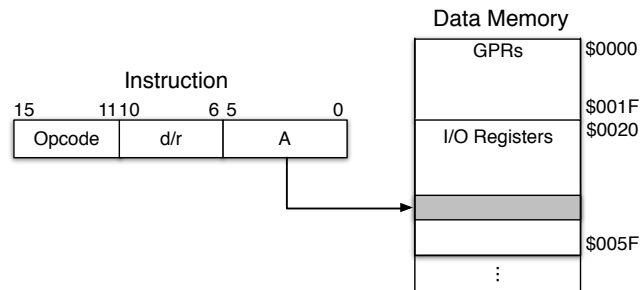 Data Memory
GPRs $0000
Instruction
15 11 10 6 5 0 $001F
Opcode d/r A I/O Registers $0020
$005F
⋮